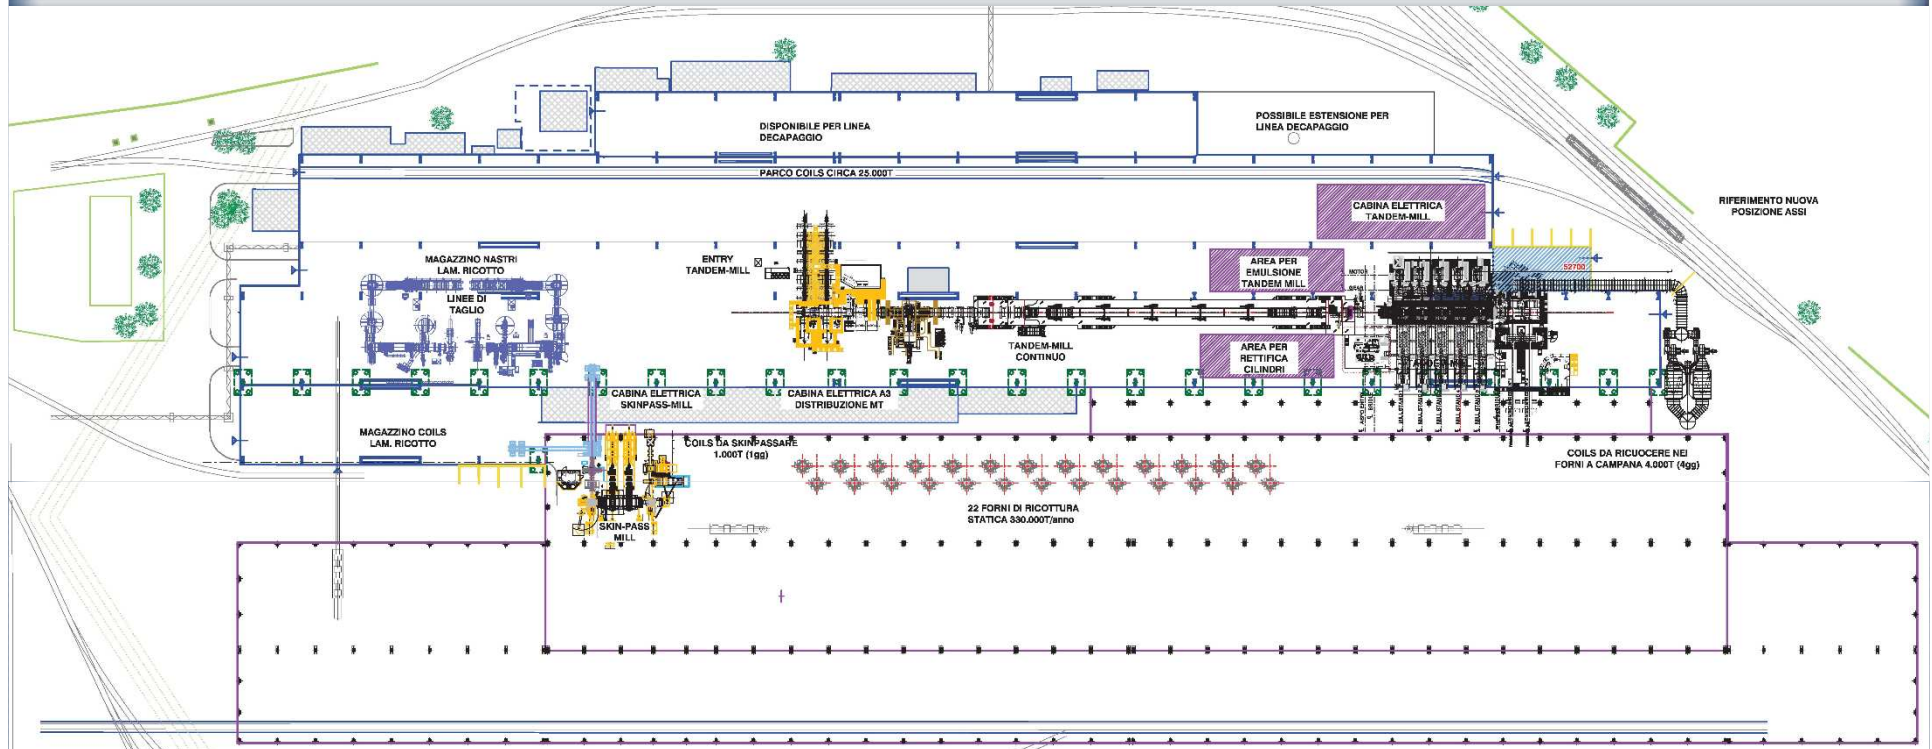 DISPONIBILE PER LINEA
DECAPAGGIO
POSSIBILE ESTENSIONE PER
LINEA DECAPAGGIO
PARCO COILS CIRCA 25.000T
CABINA ELETTRICA
TANDEM-MILL
RIFERIMENTO NUOVA
POSIZIONE ASSI
MAGAZZINO NASTRI
LAM. RICOTTO
ENTRY
TANDEM-MILL
AREA PER
EMULSIONE
TANDEM MILL
MOTOR
GEAR
52700
LINEE DI
TAGLIO
TANDEM-MILL
CONTINUO
AREA PER
RETTIFICA
CILINDRI
CABINA ELETTRICA
SKINPASS-MILL
CABINA ELETTRICA A3
DISTRIBUZIONE MT
MAGAZZINO COILS
LAM. RICOTTO
COILS DA SKINPASSARE
1.000T (1gg)
COILS DA RICUOCERE NEI
FORNI A CAMPANA 4.000T (4gg)
22 FORNI DI RICOTTURA
STATICA 330.000T/anno
SKIN-PASS
MILL